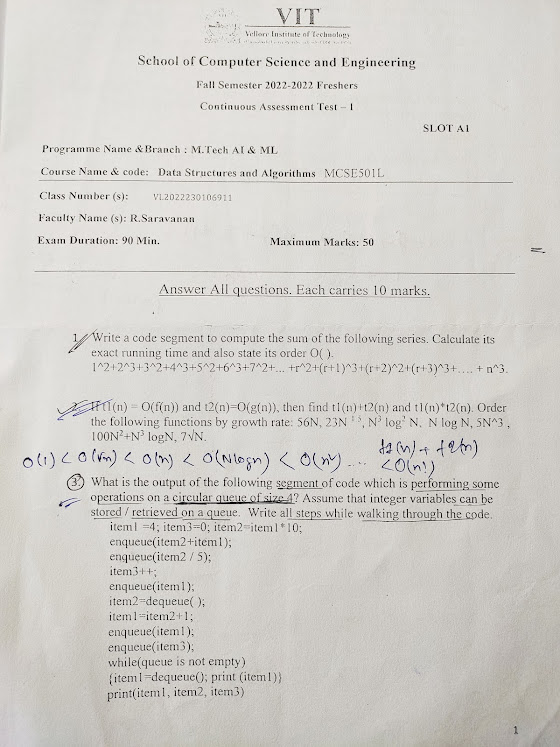 VIT
Vellore Institute of Technology
School of Computer Science and Engineering
Fall Semester 2022-2022 Freshers
Continuous Assessment Test – I
SLOT A1
Programme Name &Branch : M.Tech AI & ML
Course Name & code: Data Structures and Algorithms MCSE501L
Class Number (s): VL2022230106911
Faculty Name (s): R.Saravanan
Exam Duration: 90 Min. Maximum Marks: 50
Answer All questions. Each carries 10 marks.
1. Write a code segment to compute the sum of the following series. Calculate its
exact running time and also state its order O( ).
1^2+2^3+3^2+4^3+5^2+6^3+7^2+... +r^2+(r+1)^3+(r+2)^2+(r+3)^3+.... + n^3.
2. If t1(n) = O(f(n)) and t2(n)=O(g(n)), then find t1(n)+t2(n) and t1(n)*t2(n). Order
the following functions by growth rate: 56N, 23N^1.5, N³ log² N, N log N, 5N^3 ,
100N²+N³ logN, 7√N.
O(1) < O(√n) < O(n) < O(N log n) < O(n²) ... < O(n!)
3. What is the output of the following segment of code which is performing some
operations on a circular queue of size 4? Assume that integer variables can be
stored / retrieved on a queue. Write all steps while walking through the code.
item1 =4; item3=0; item2=item1*10;
enqueue(item2+item1);
enqueue(item2 / 5);
item3++;
enqueue(item1);
item2=dequeue( );
item1=item2+1;
enqueue(item1);
enqueue(item3);
while(queue is not empty)
{item1=dequeue(); print (item1)}
print(item1, item2, item3)
1